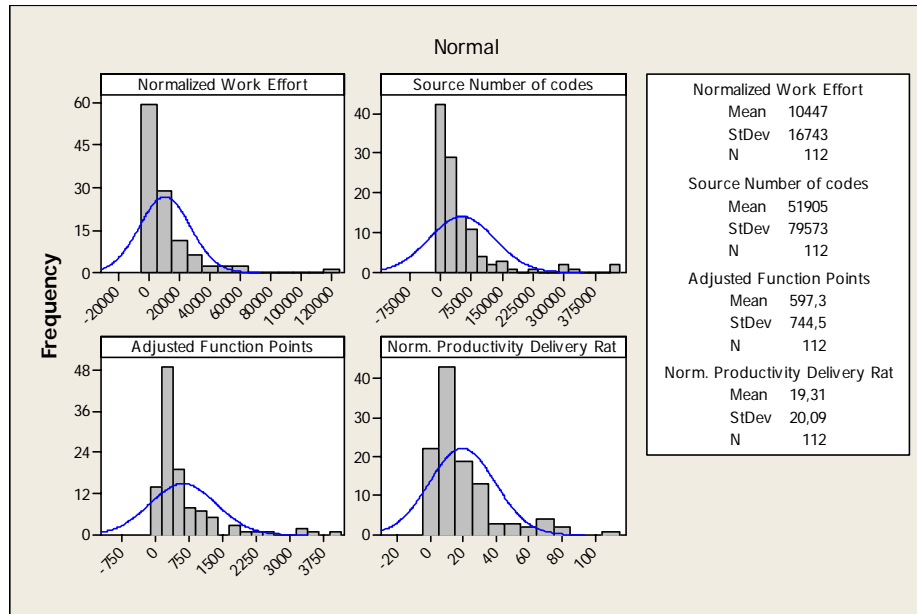 Normal
Normalized Work Effort
Source Number of codes
60
45
30
15
0
40
30
20
10
0
-20000 0 20000 40000 60000 80000 100000 120000
-75000 0 75000 150000 225000 300000 375000
Frequency
Adjusted Function Points
Norm. Productivity Delivery Rat
48
36
24
12
0
40
30
20
10
0
-750 0 750 1500 2250 3000 3750
-20 0 20 40 60 80 100
Normalized Work Effort
Mean 10447
StDev 16743
N 112
Source Number of codes
Mean 51905
StDev 79573
N 112
Adjusted Function Points
Mean 597,3
StDev 744,5
N 112
Norm. Productivity Delivery Rat
Mean 19,31
StDev 20,09
N 112